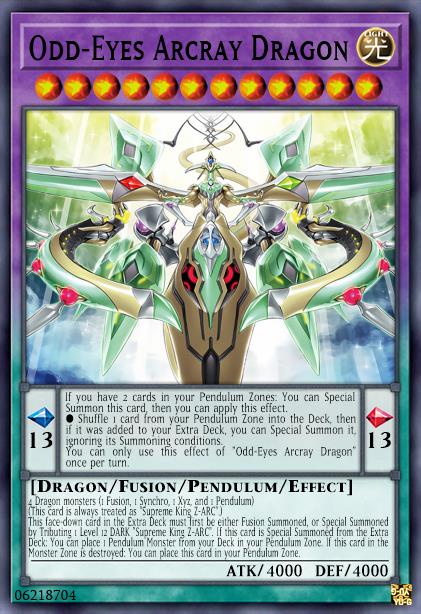 ODD-EYES ARCRAY DRAGON
LIGHT
光
If you have 2 cards in your Pendulum Zones: You can Special
Summon this card, then you can apply this effect.
● Shuffle 1 card from your Pendulum Zone into the Deck, then
if it was added to your Extra Deck, you can Special Summon it,
ignoring its Summoning conditions.
You can only use this effect of "Odd-Eyes Arcray Dragon"
once per turn.
13
13
[DRAGON/FUSION/PENDULUM/EFFECT]
4 Dragon monsters (1 Fusion, 1 Synchro, 1 Xyz, and 1 Pendulum)
(This card is always treated as "Supreme King Z-ARC".)
This face-down card in the Extra Deck must first be either Fusion Summoned, or Special Summoned
by Tributing 1 Level 12 DARK "Supreme King Z-ARC". If this card is Special Summoned from the Extra
Deck: You can place 1 Pendulum Monster from your Deck in your Pendulum Zone. If this card in the
Monster Zone is destroyed: You can place this card in your Pendulum Zone.
ATK/4000 DEF/4000
06218704